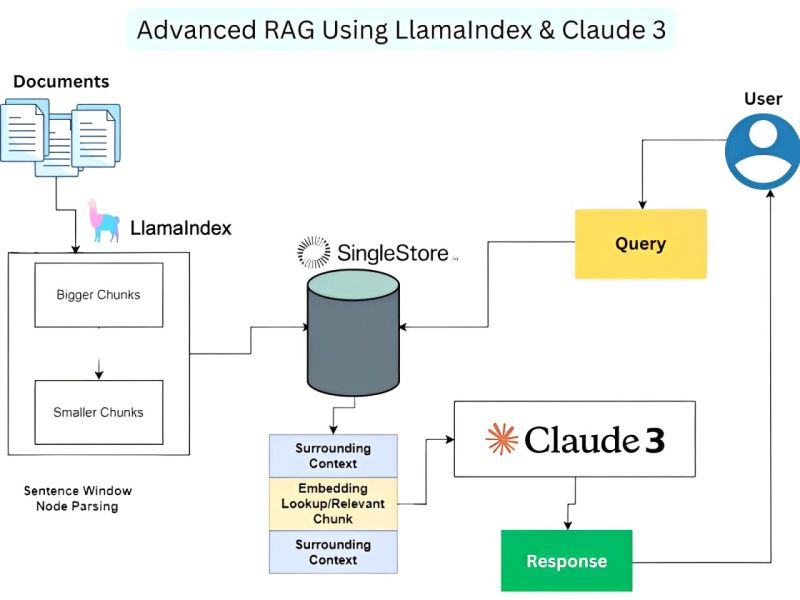 Advanced RAG Using LlamaIndex & Claude 3
Documents
User
LlamaIndex
Query
SingleStore
Bigger Chunks
Smaller Chunks
Claude 3
Surrounding
Context
Embedding
Lookup/Relevant
Chunk
Surrounding
Context
Sentence Window
Node Parsing
Response